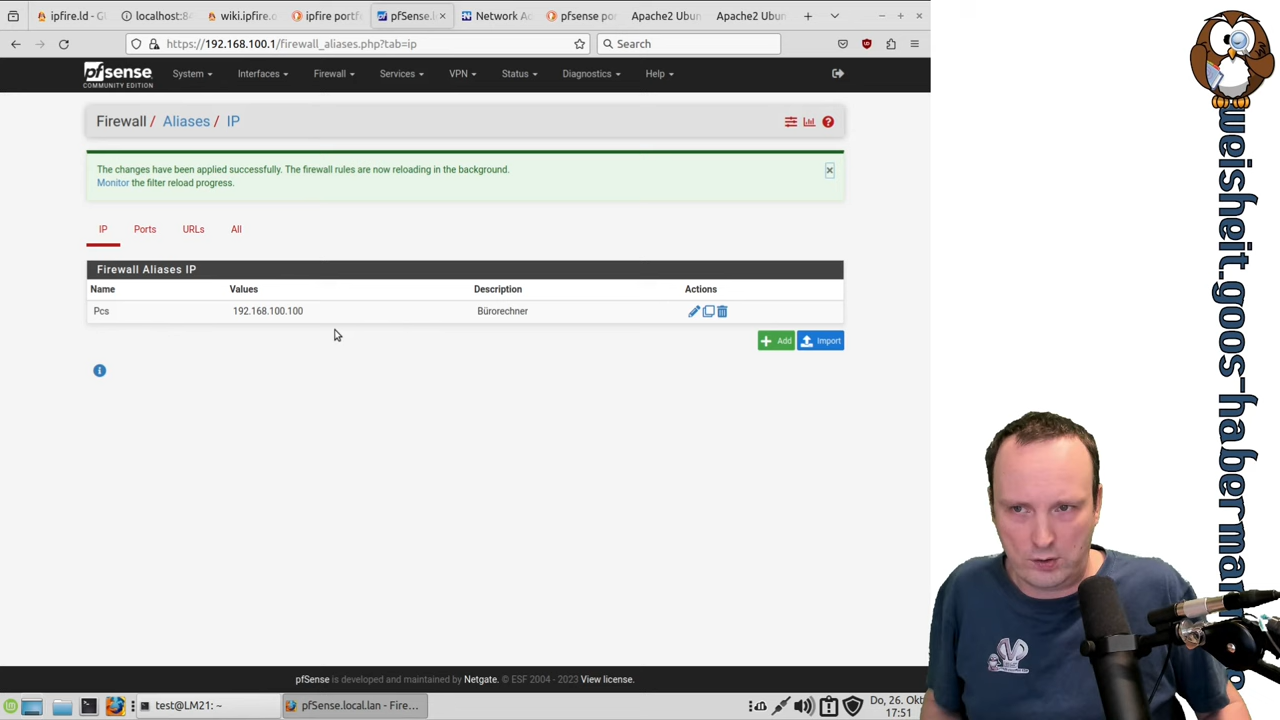 ipfire.ld - G
localhost:84
wiki.ipfire.o
ipfire portf
pfSense.l
Network Ad
pfsense po
Apache2 Ubun
Apache2 Ubun
https://192.168.100.1/firewall_aliases.php?tab=ip
Search
pfsense
COMMUNITY EDITION
System
Interfaces
Firewall
Services
VPN
Status
Diagnostics
Help
Firewall / Aliases / IP
The changes have been applied successfully. The firewall rules are now reloading in the background.
Monitor the filter reload progress.
IP
Ports
URLs
All
Firewall Aliases IP
Name Values Description Actions
Pcs 192.168.100.100 Bürorechner
Add
Import
pfSense is developed and maintained by Netgate. © ESF 2004 - 2023 View license.
test@LM21: ~
pfSense.local.lan - Fire...
Do, 26. Okt
17:51